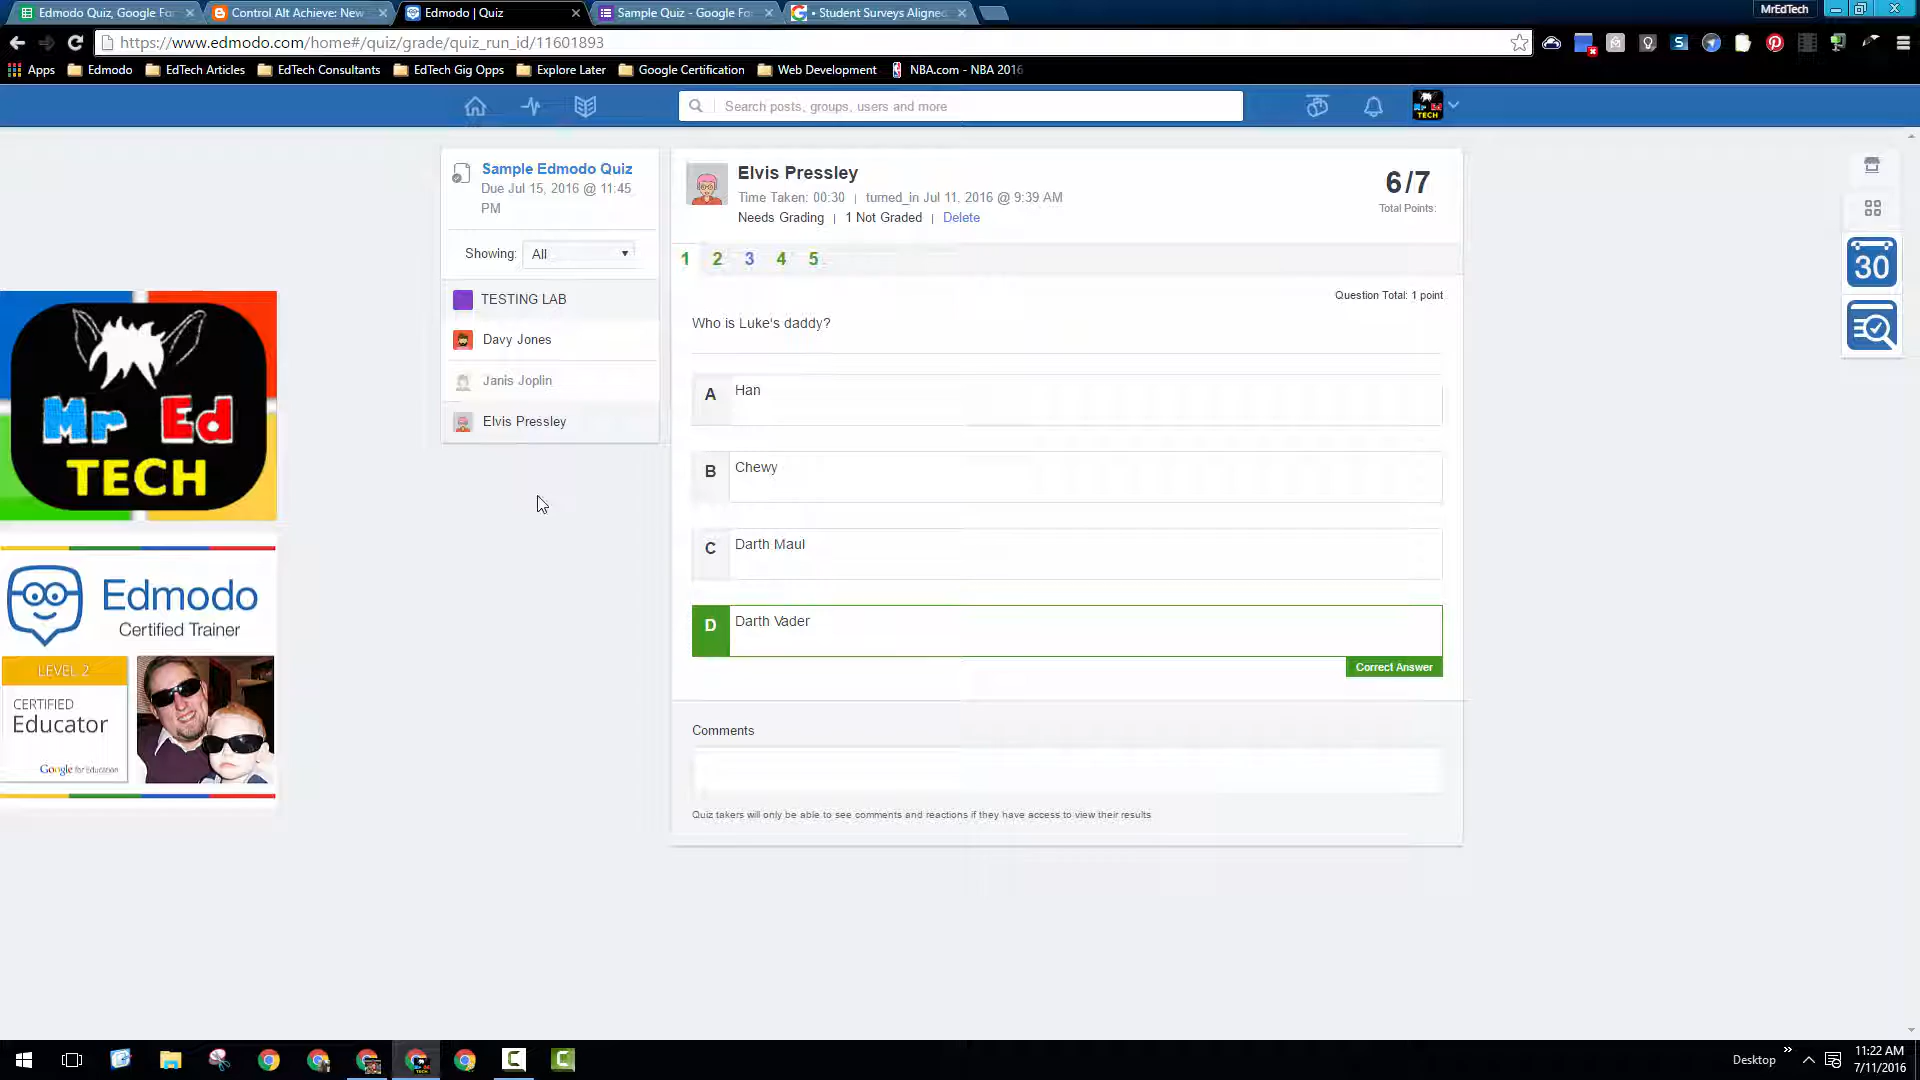 Edmodo Quiz, Google Fo
Control Alt Achieve: New
Edmodo | Quiz
Sample Quiz - Google Fo
• Student Surveys Aligne
MrEdTech
https://www.edmodo.com/home#/quiz/grade/quiz_run_id/11601893
Apps
Edmodo
EdTech Articles
EdTech Consultants
EdTech Gig Opps
Explore Later
Google Certification
Web Development
NBA.com - NBA 2016
Search posts, groups, users and more
Mr Ed
TECH
Sample Edmodo Quiz
Due Jul 15, 2016 @ 11:45
PM
Showing: All
TESTING LAB
Davy Jones
Janis Joplin
Elvis Pressley
Elvis Pressley
Time Taken: 00:30 | turned_in Jul 11, 2016 @ 9:39 AM
Needs Grading | 1 Not Graded | Delete
6/7
Total Points:
1 2 3 4 5
Question Total: 1 point
Who is Luke's daddy?
A Han
B Chewy
C Darth Maul
D Darth Vader
Correct Answer
Comments
Quiz takers will only be able to see comments and reactions if they have access to view their results
30
Mr Ed
TECH
Edmodo
Certified Trainer
LEVEL 2
CERTIFIED
Educator
Google for Education
Desktop
11:22 AM
7/11/2016